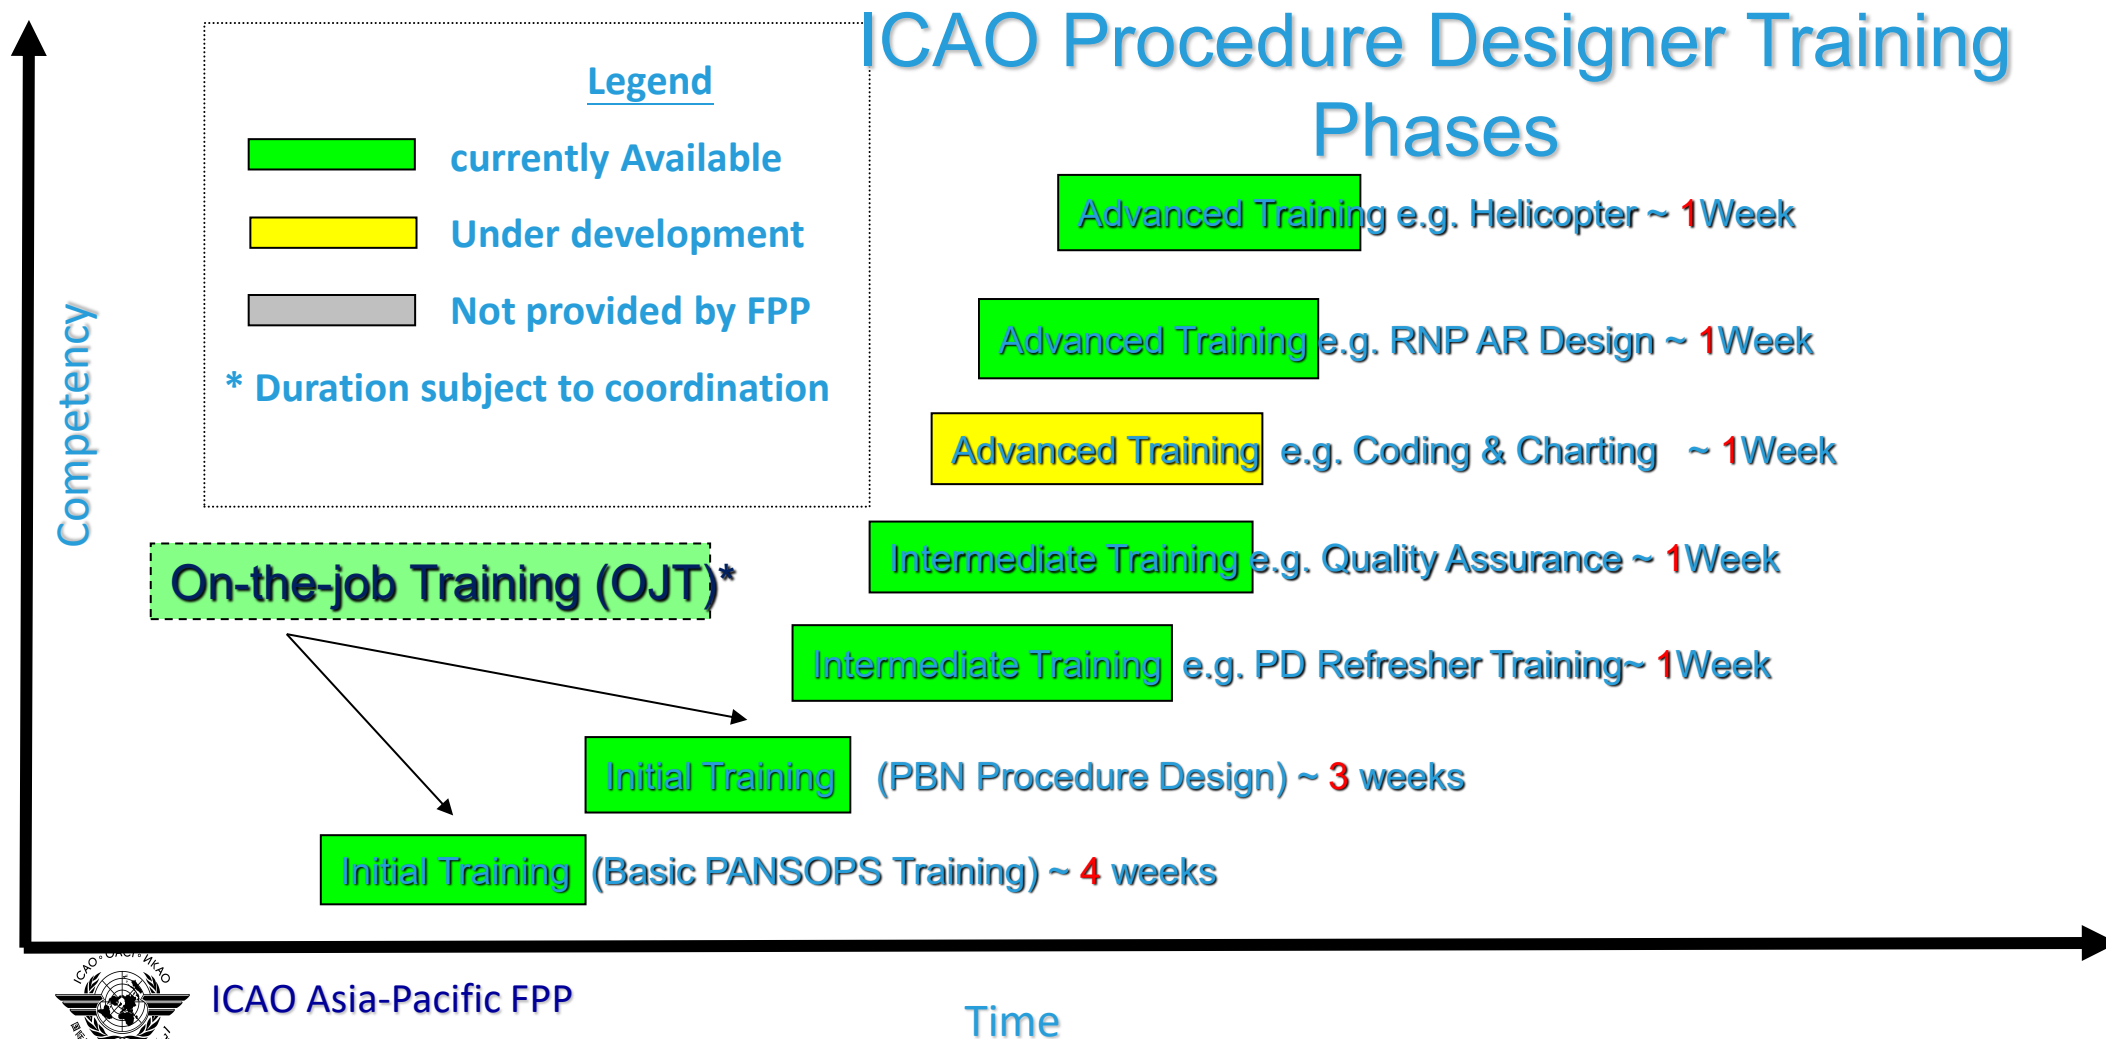 ICAO Procedure Designer Training
Phases
Legend
currently Available
Under development
Not provided by FPP
* Duration subject to coordination
Competency
Advanced Training e.g. Helicopter ~ 1Week
Advanced Training e.g. RNP AR Design ~ 1Week
Advanced Training e.g. Coding & Charting ~ 1Week
Intermediate Training e.g. Quality Assurance ~ 1Week
On-the-job Training (OJT)*
Intermediate Training e.g. PD Refresher Training~ 1Week
Initial Training (PBN Procedure Design) ~ 3 weeks
Initial Training (Basic PANSOPS Training) ~ 4 weeks
ICAO OACI ИКАО
ICAO Asia-Pacific FPP
Time